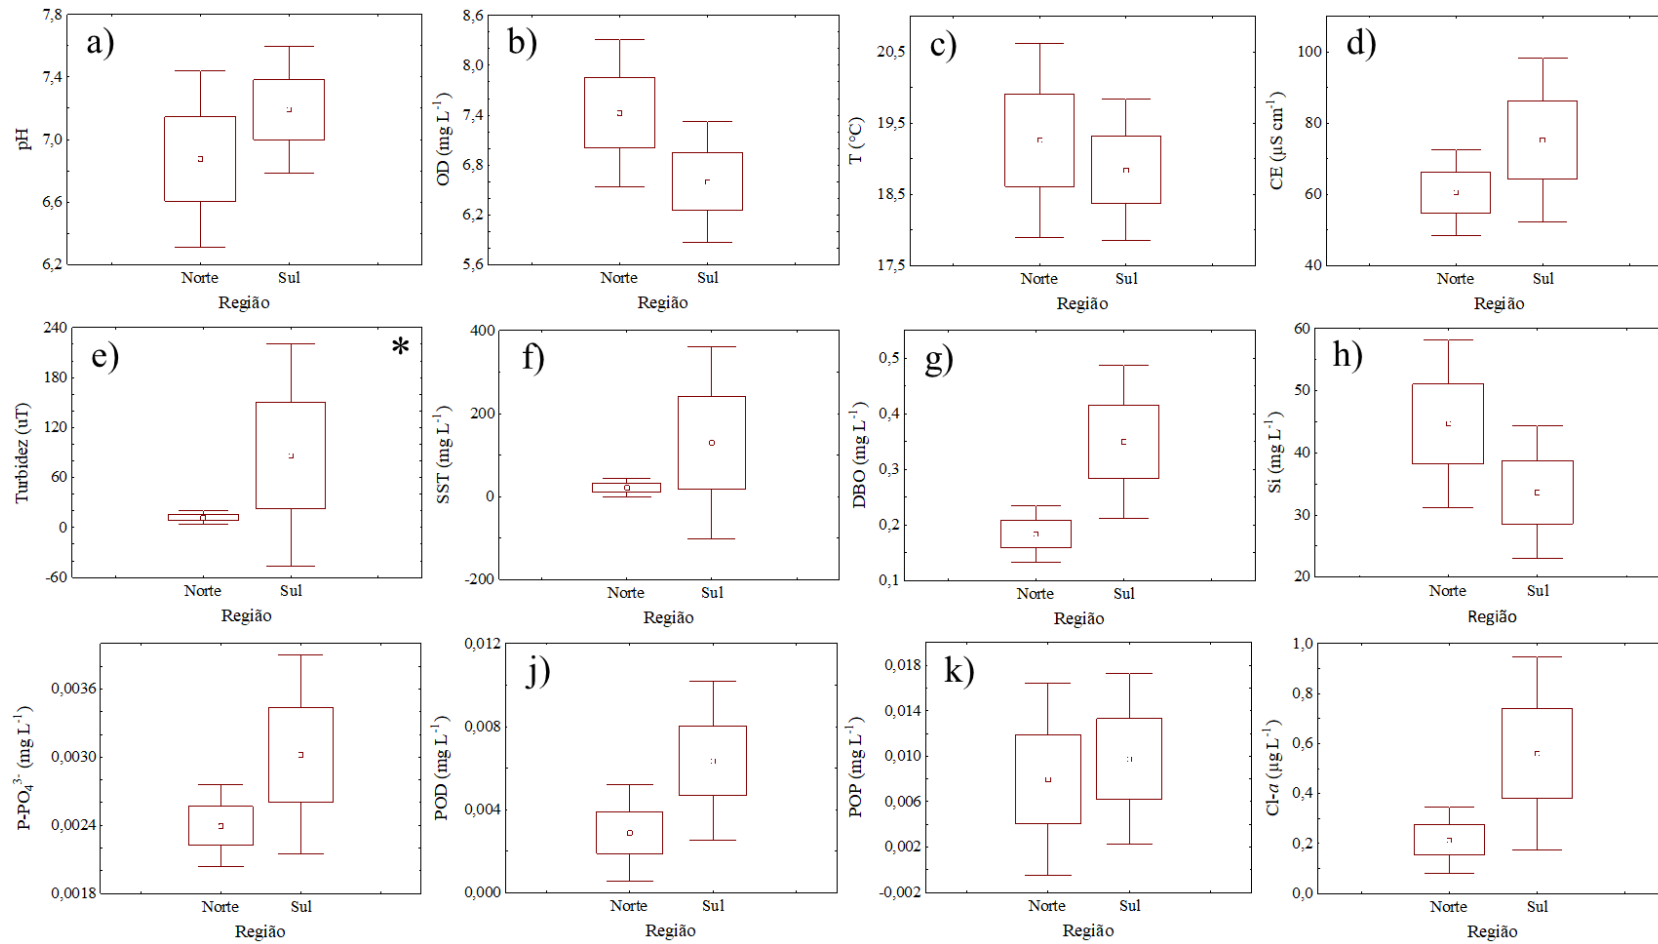 a)
7,8
7,4
7,0
6,6
6,2
pH
Norte Sul
Região
b)
8,6
8,0
7,4
6,8
6,2
5,6
OD (mg L⁻¹)
Norte Sul
Região
c)
20,5
19,5
18,5
17,5
T (°C)
Norte Sul
Região
d)
100
80
60
40
CE (µS cm⁻¹)
Norte Sul
Região
e)
*
240
180
120
60
0
-60
Turbidez (uT)
Norte Sul
Região
f)
400
200
0
-200
SST (mg L⁻¹)
Norte Sul
Região
g)
0,5
0,4
0,3
0,2
0,1
DBO (mg L⁻¹)
Norte Sul
Região
h)
60
50
40
30
20
Si (mg L⁻¹)
Norte Sul
Região
0,0036
0,0030
0,0024
0,0018
P-PO₄³⁻ (mg L⁻¹)
Norte Sul
Região
j)
0,012
0,008
0,004
0,000
POD (mg L⁻¹)
Norte Sul
Região
k)
0,018
0,014
0,010
0,006
0,002
-0,002
POP (mg L⁻¹)
Norte Sul
Região
1,0
0,8
0,6
0,4
0,2
0,0
Cl-a (µg L⁻¹)
Norte Sul
Região